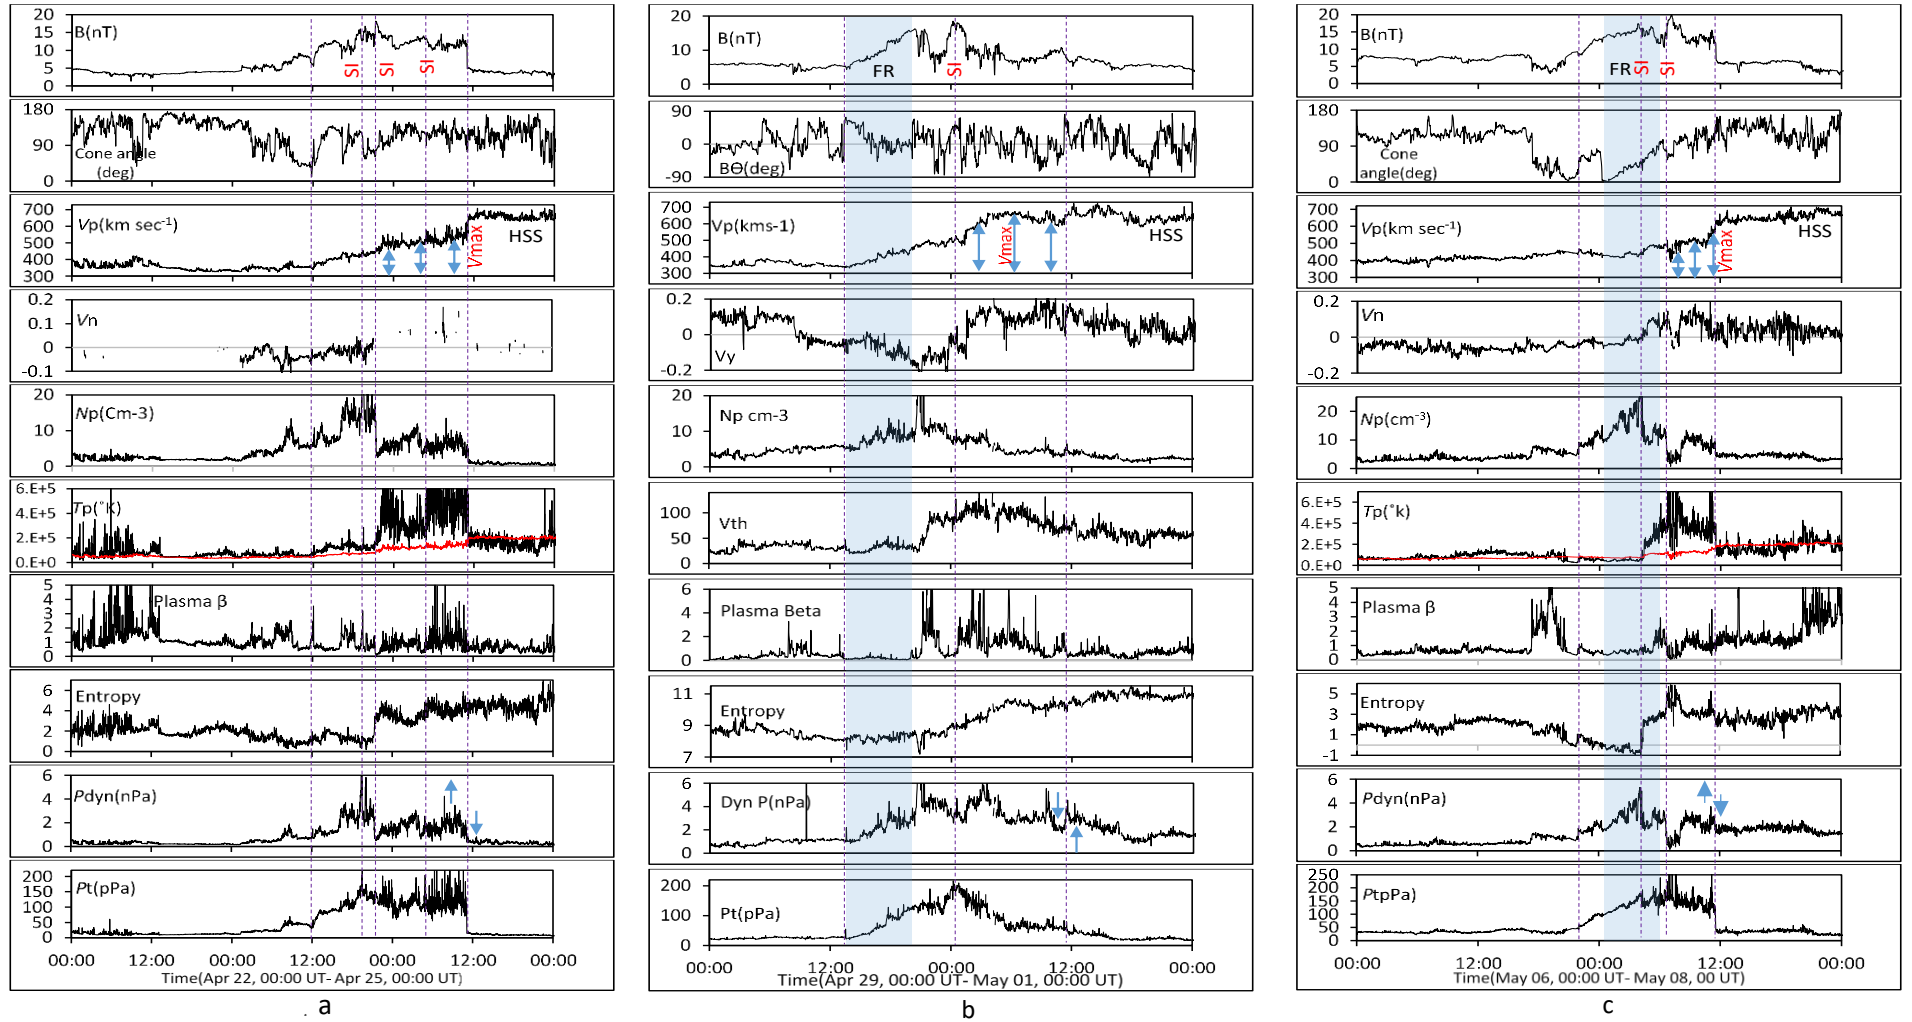 20
15
10
5
0
B(nT)
SI
SI
SI
180
90
0
Cone angle
(deg)
700
600
500
400
300
Vp(km sec-1)
Vmax
HSS
0.2
0.1
0
-0.1
Vn
20
10
0
Np(Cm-3)
6.E+5
4.E+5
2.E+5
0.E+0
Tp(˚K)
5
4
3
2
1
0
Plasma β
6
4
2
0
Entropy
6
4
2
0
Pdyn(nPa)
200
150
100
50
0
Pt(pPa)
00:00 12:00 00:00 12:00 00:00 12:00 00:00
Time(Apr 22, 00:00 UT- Apr 25, 00:00 UT)
a
20
10
0
B(nT)
FR
SI
90
0
-90
BΘ(deg)
700
600
500
400
300
Vp(kms-1)
Vmax
HSS
0.2
0
-0.2
Vy
20
10
0
Np cm-3
100
50
0
Vth
6
4
2
0
Plasma Beta
11
9
7
Entropy
6
4
2
0
Dyn P(nPa)
200
100
0
Pt(pPa)
00:00 12:00 00:00 12:00 00:00
Time(Apr 29, 00:00 UT- May 01, 00:00 UT)
b
20
15
10
5
0
B(nT)
FR
SI
SI
180
90
0
Cone
angle(deg)
700
600
500
400
300
Vp(km sec-1)
Vmax
HSS
0.2
0
-0.2
Vn
20
10
0
Np(cm-3)
6.E+5
4.E+5
2.E+5
0.E+0
Tp(˚k)
5
4
3
2
1
0
Plasma β
5
3
1
-1
Entropy
6
4
2
0
Pdyn(nPa)
250
200
150
100
50
0
PtpPa)
00:00 12:00 00:00 12:00 00:00
Time(May 06, 00:00 UT- May 08, 00 UT)
c